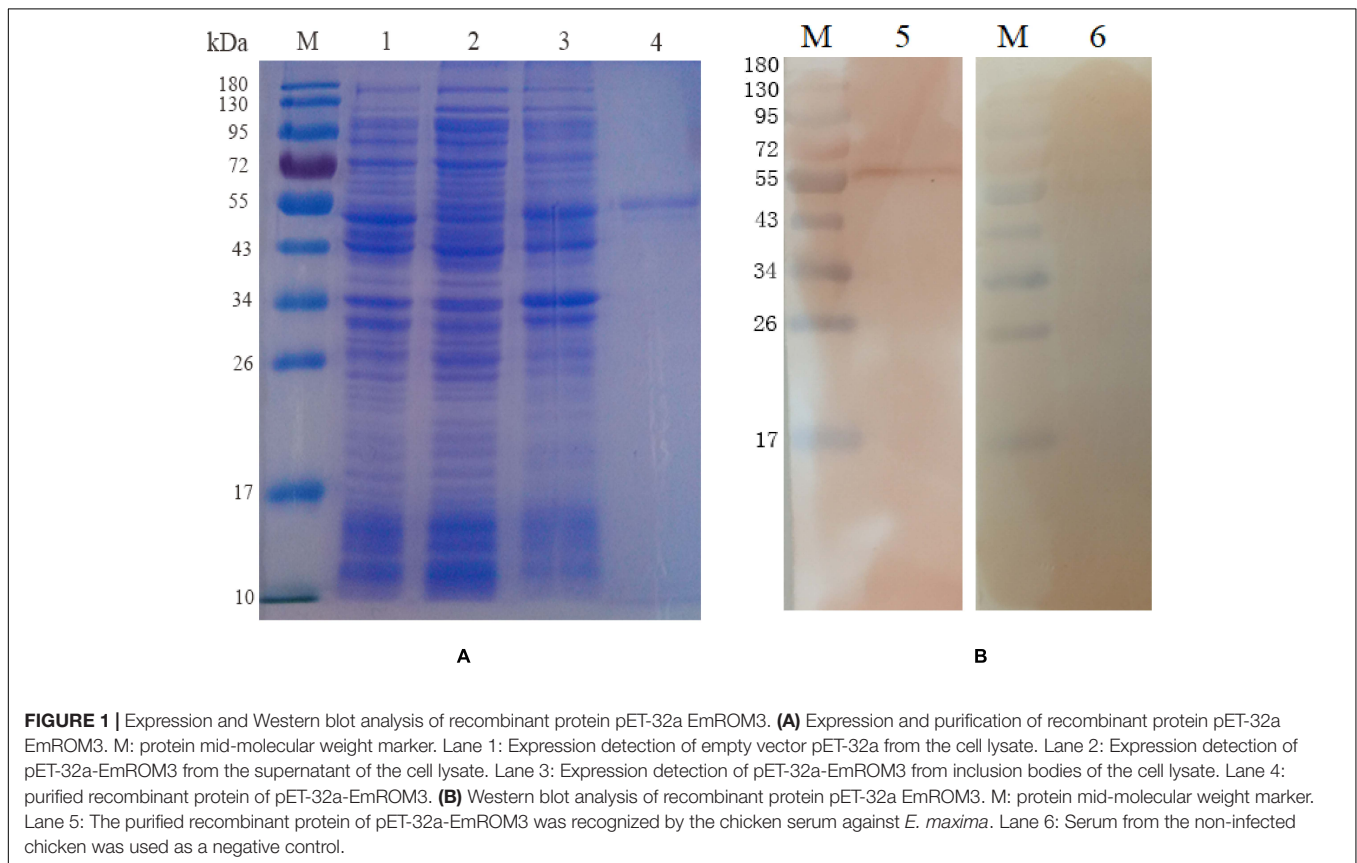 kDa M 1 2 3 4
180
130
95
72
55
43
34
26
17
10
A
M 5 M 6
180
130
95
72
55
43
34
26
17
B
FIGURE 1 | Expression and Western blot analysis of recombinant protein pET-32a EmROM3. (A) Expression and purification of recombinant protein pET-32a
EmROM3. M: protein mid-molecular weight marker. Lane 1: Expression detection of empty vector pET-32a from the cell lysate. Lane 2: Expression detection of
pET-32a-EmROM3 from the supernatant of the cell lysate. Lane 3: Expression detection of pET-32a-EmROM3 from inclusion bodies of the cell lysate. Lane 4:
purified recombinant protein of pET-32a-EmROM3. (B) Western blot analysis of recombinant protein pET-32a EmROM3. M: protein mid-molecular weight marker.
Lane 5: The purified recombinant protein of pET-32a-EmROM3 was recognized by the chicken serum against E. maxima. Lane 6: Serum from the non-infected
chicken was used as a negative control.